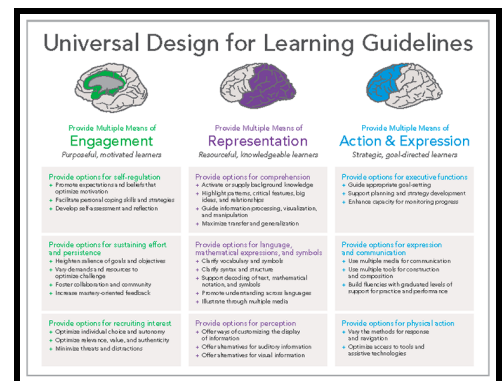 Universal Design for Learning Guidelines
Provide Multiple Means of
Engagement
Purposeful, motivated learners
Provide options for self-regulation
+ Promote expectations and beliefs that
optimize motivation
+ Facilitate personal coping skills and strategies
+ Develop self-assessment and reflection
Provide options for sustaining effort
and persistence
+ Heighten salience of goals and objectives
+ Vary demands and resources to
optimize challenge
+ Foster collaboration and community
+ Increase mastery-oriented feedback
Provide options for recruiting interest
+ Optimize individual choice and autonomy
+ Optimize relevance, value, and authenticity
+ Minimize threats and distractions
Provide Multiple Means of
Representation
Resourceful, knowledgeable learners
Provide options for comprehension
+ Activate or supply background knowledge
+ Highlight patterns, critical features, big
ideas, and relationships
+ Guide information processing, visualization,
and manipulation
+ Maximize transfer and generalization
Provide options for language,
mathematical expressions, and symbols
+ Clarify vocabulary and symbols
+ Clarify syntax and structure
+ Support decoding of text, mathematical
notation, and symbols
+ Promote understanding across languages
+ Illustrate through multiple media
Provide options for perception
+ Offer ways of customizing the display
of information
+ Offer alternatives for auditory information
+ Offer alternatives for visual information
Provide Multiple Means of
Action & Expression
Strategic, goal-directed learners
Provide options for executive functions
+ Guide appropriate goal-setting
+ Support planning and strategy development
+ Enhance capacity for monitoring progress
Provide options for expression
and communication
+ Use multiple media for communication
+ Use multiple tools for construction
and composition
+ Build fluencies with graduated levels of
support for practice and performance
Provide options for physical action
+ Vary the methods for response
and navigation
+ Optimize access to tools and
assistive technologies